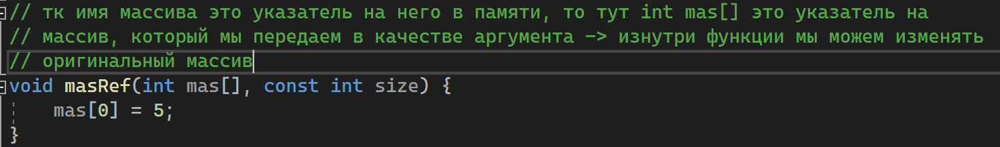 // тк имя массива это указатель на него в памяти, то тут int mas[] это указатель на
// массив, который мы передаем в качестве аргумента -> изнутри функции мы можем изменять
// оригинальный массив
void masRef(int mas[], const int size) {
    mas[0] = 5;
}